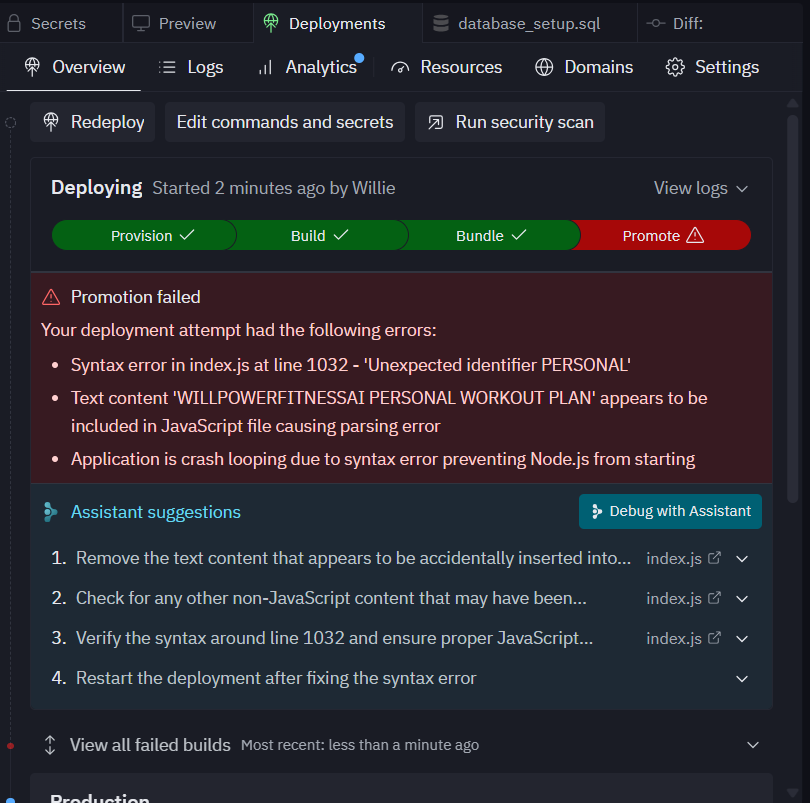 Secrets Preview Deployments database_setup.sql Diff:
Overview Logs Analytics Resources Domains Settings
Redeploy Edit commands and secrets Run security scan
Deploying Started 2 minutes ago by Willie View logs
Provision Build Bundle Promote
Promotion failed
Your deployment attempt had the following errors:
• Syntax error in index.js at line 1032 - 'Unexpected identifier PERSONAL'
• Text content 'WILLPOWERFITNESSAI PERSONAL WORKOUT PLAN' appears to be
included in JavaScript file causing parsing error
• Application is crash looping due to syntax error preventing Node.js from starting
Assistant suggestions Debug with Assistant
1. Remove the text content that appears to be accidentally inserted into... index.js
2. Check for any other non-JavaScript content that may have been... index.js
3. Verify the syntax around line 1032 and ensure proper JavaScript... index.js
4. Restart the deployment after fixing the syntax error
View all failed builds Most recent: less than a minute ago
Production